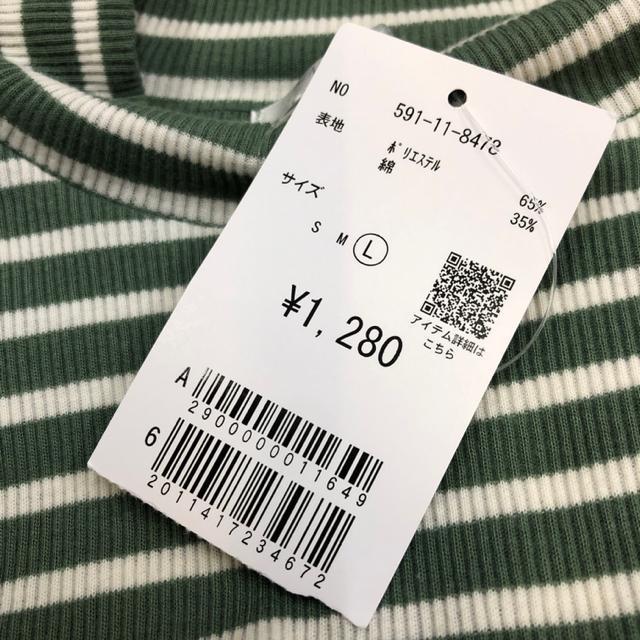 NO 591-11-8478
表地 ﾎﾟﾘｴｽﾃﾙ 65%
綿 35%
サイズ
S M L
¥1,280
アイテム詳細は
こちら
A
2900000011649
6
2011417234672